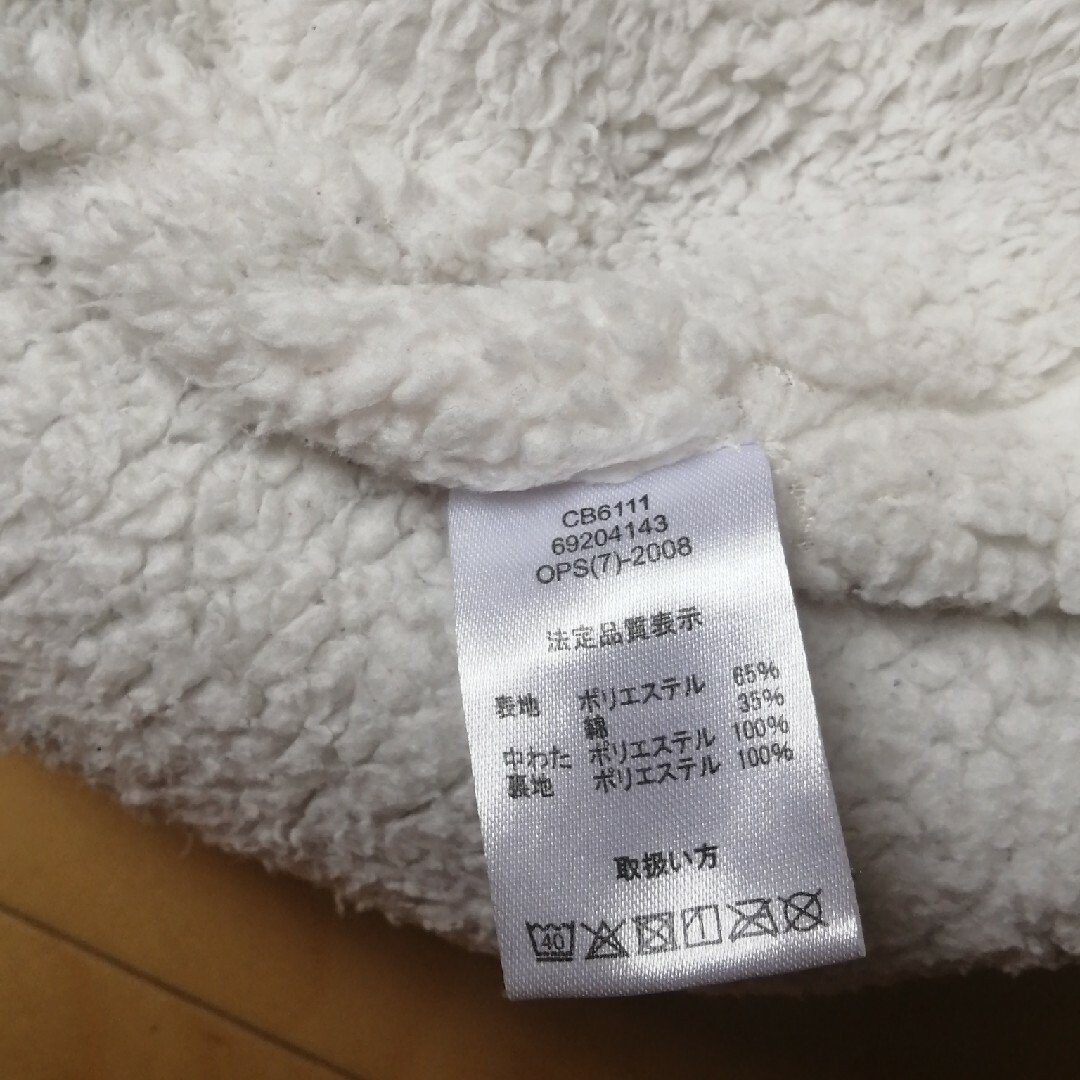 CB6111
69204143
OPS(7)-2008
法定品質表示
表地 ポリエステル 65%
綿 35%
中わた ポリエステル 100%
裏地 ポリエステル 100%
取扱い方
40